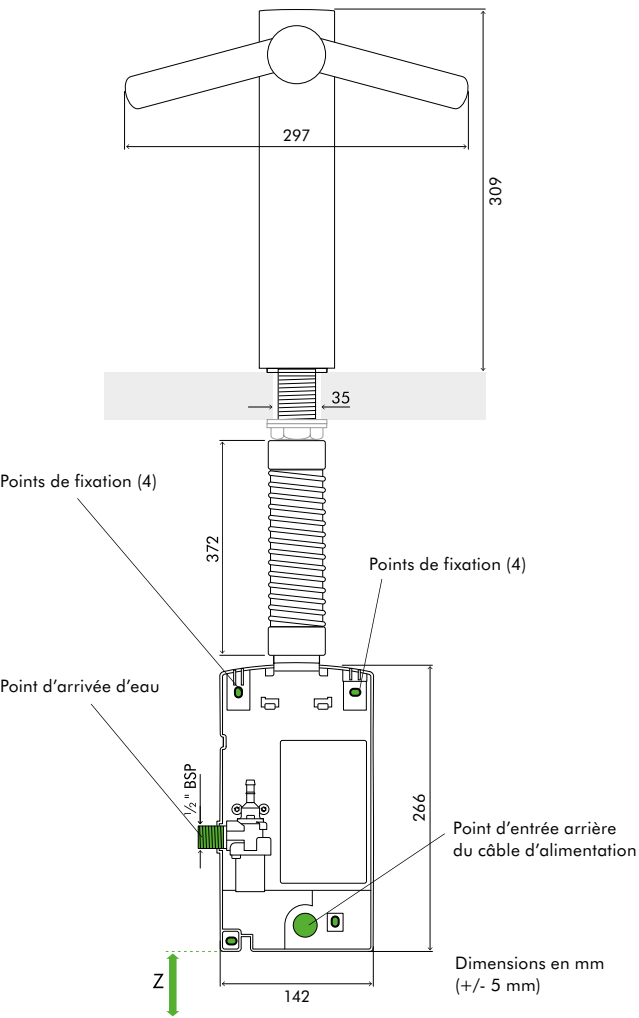 297
309
35
Points de fixation (4)
372
Points de fixation (4)
Point d'arrivée d'eau
1/2 " BSP
266
Point d'entrée arrière
du câble d'alimentation
Z
142
Dimensions en mm
(+/- 5 mm)